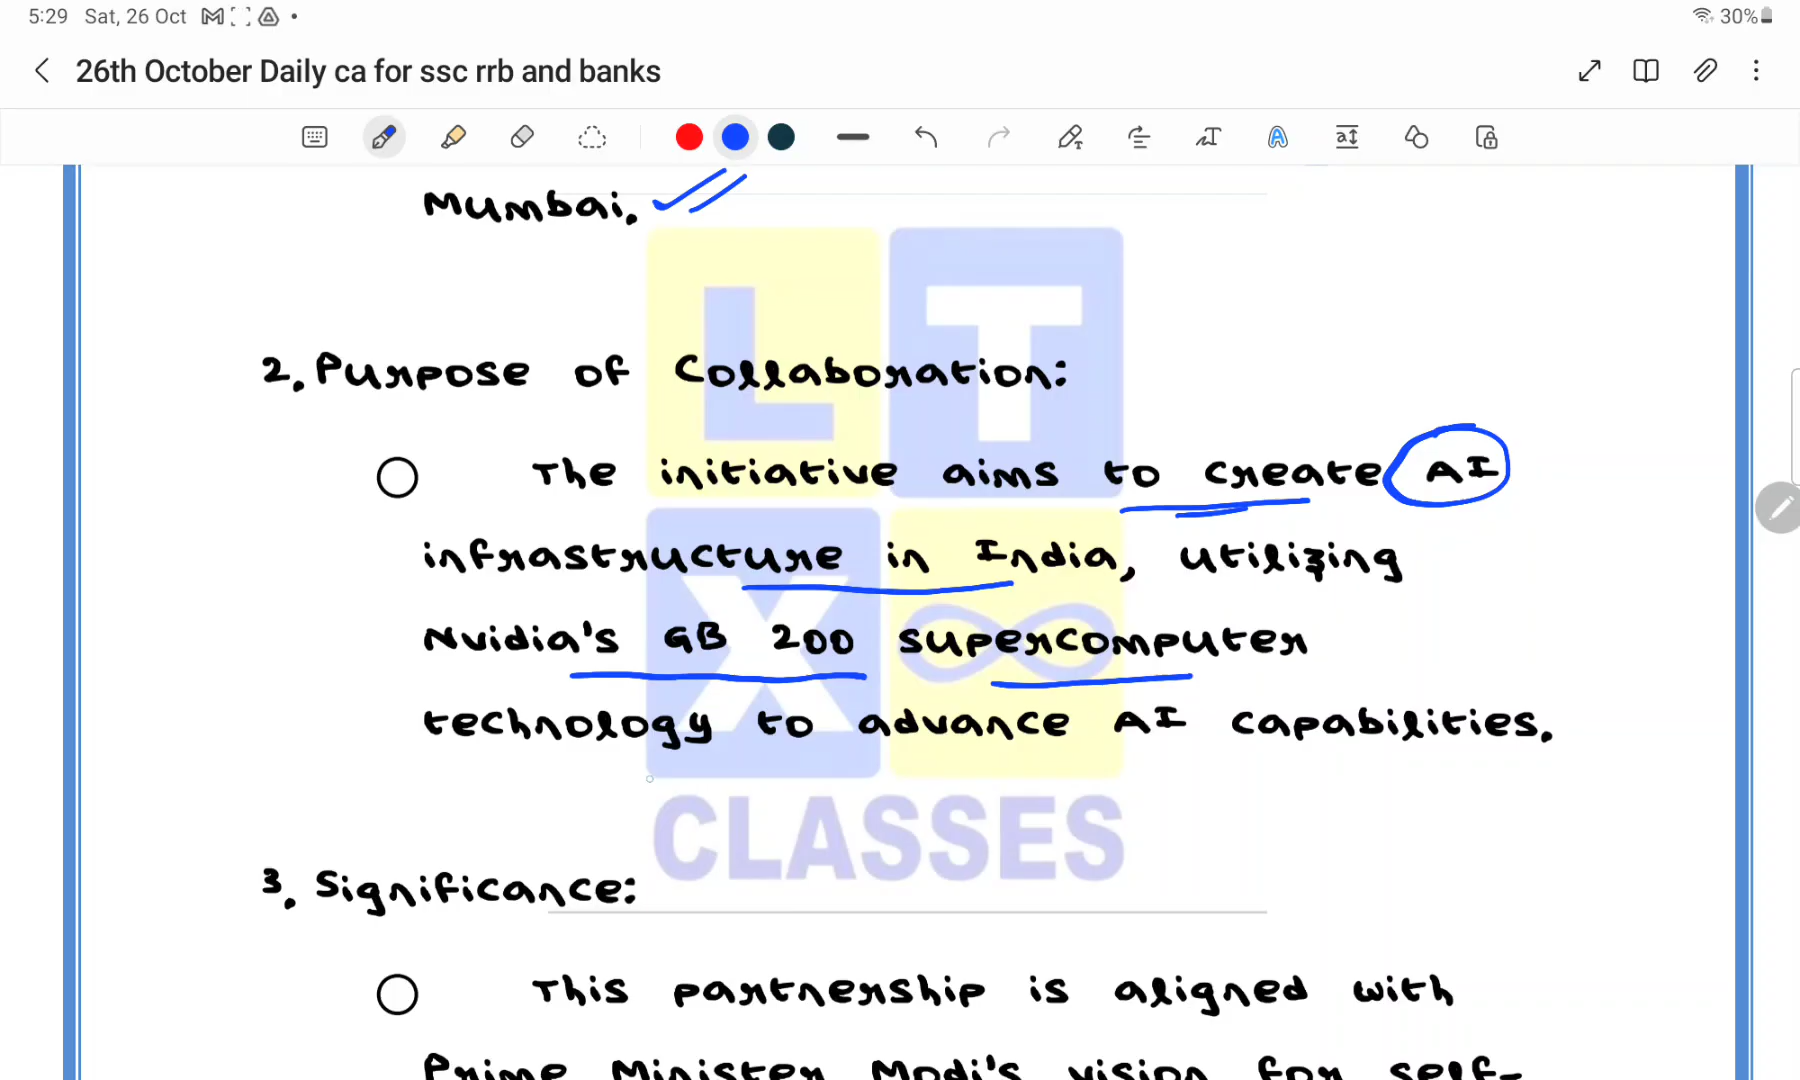 5:29 Sat, 26 Oct 30%
26th October Daily ca for ssc rrb and banks
Mumbai.
2. Purpose of Collaboration:
The initiative aims to create AI
infrastructure in India, utilizing
Nvidia's GB 200 supercomputer
technology to advance AI capabilities.
3. Significance:
This partnership is aligned with
Prime Minister Modi's vision for self-
L T
X
CLASSES